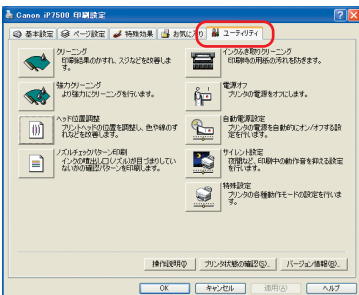 Canon iP7500 印刷設定
基本設定 ページ設定 特殊効果 お気に入り ユーティリティ
クリーニング
印刷結果のかすれ、スジなどを改善します。
インクふき取りクリーニング
印刷時の用紙の汚れを防ぎます。
強力クリーニング
より強力にクリーニングを行います。
電源オフ
プリンタの電源をオフにします。
ヘッド位置調整
プリントヘッドの位置を調整し、色や線のずれなどを改善します。
自動電源設定
プリンタの電源を自動的にオン/オフする設定を行います。
ノズルチェックパターン印刷
インクの噴出し口(ノズル)が目づまりしていないかの確認パターンを印刷します。
サイレント設定
夜間など、印刷中の動作音を抑える設定を行います。
特殊設定
プリンタの各種動作モードの設定を行います。
操作説明(I) プリンタ状態の確認(S)... バージョン情報(B)...
OK キャンセル 適用(A) ヘルプ